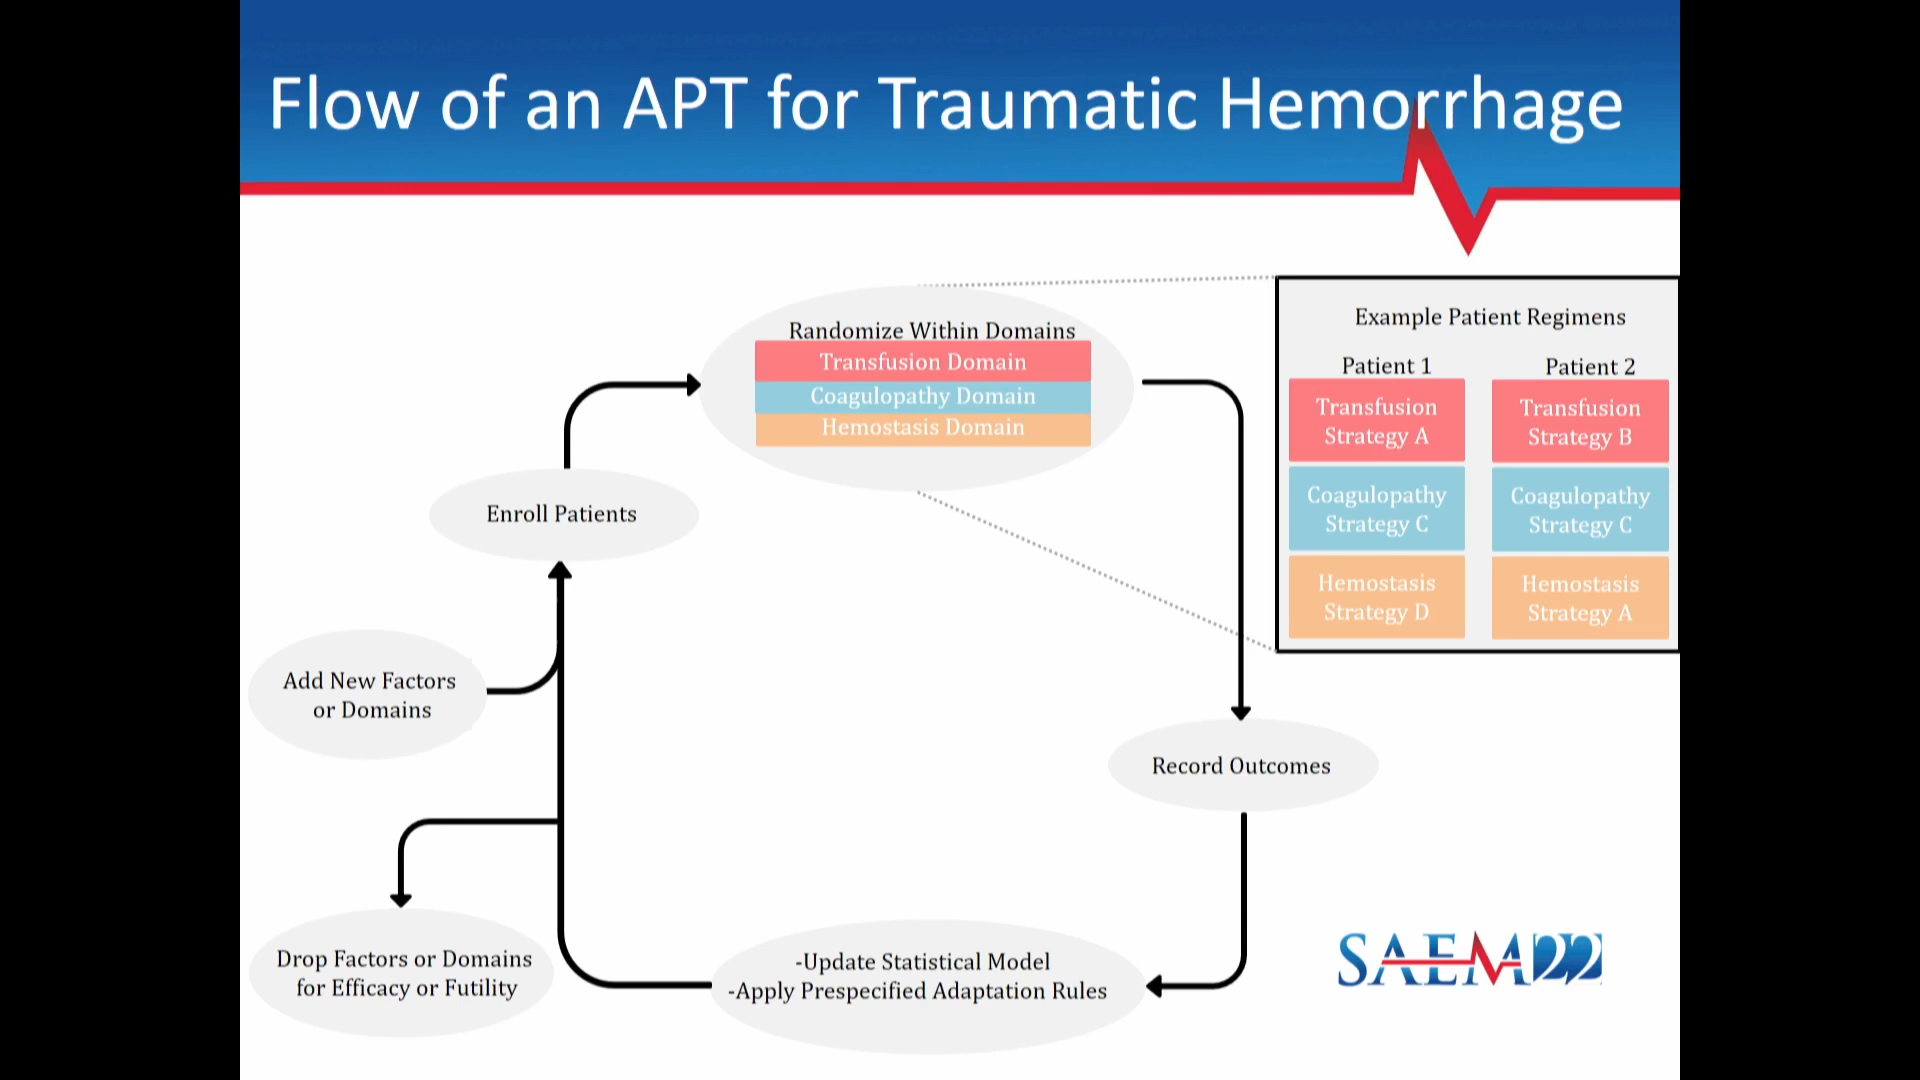 Flow of an APT for Traumatic Hemorrhage
Randomize Within Domains
Transfusion Domain
Coagulopathy Domain
Hemostasis Domain
Example Patient Regimens
Patient 1
Transfusion
Strategy A
Coagulopathy
Strategy C
Hemostasis
Strategy D
Patient 2
Transfusion
Strategy B
Coagulopathy
Strategy C
Hemostasis
Strategy A
Enroll Patients
Add New Factors
or Domains
Record Outcomes
Drop Factors or Domains
for Efficacy or Futility
-Update Statistical Model
-Apply Prespecified Adaptation Rules
SAEM22